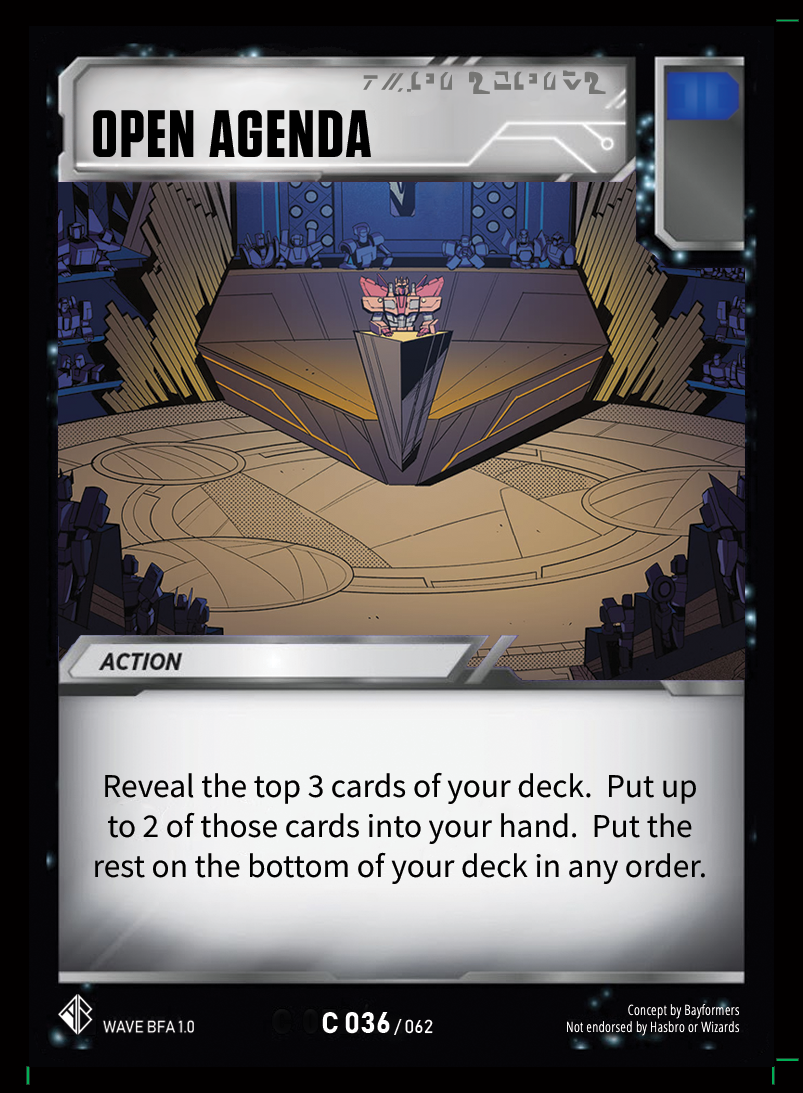 OPEN AGENDA
ACTION
Reveal the top 3 cards of your deck.  Put up
to 2 of those cards into your hand.  Put the
rest on the bottom of your deck in any order.
WAVE BFA 1.0
C 036/062
Concept by Bayformers
Not endorsed by Hasbro or Wizards